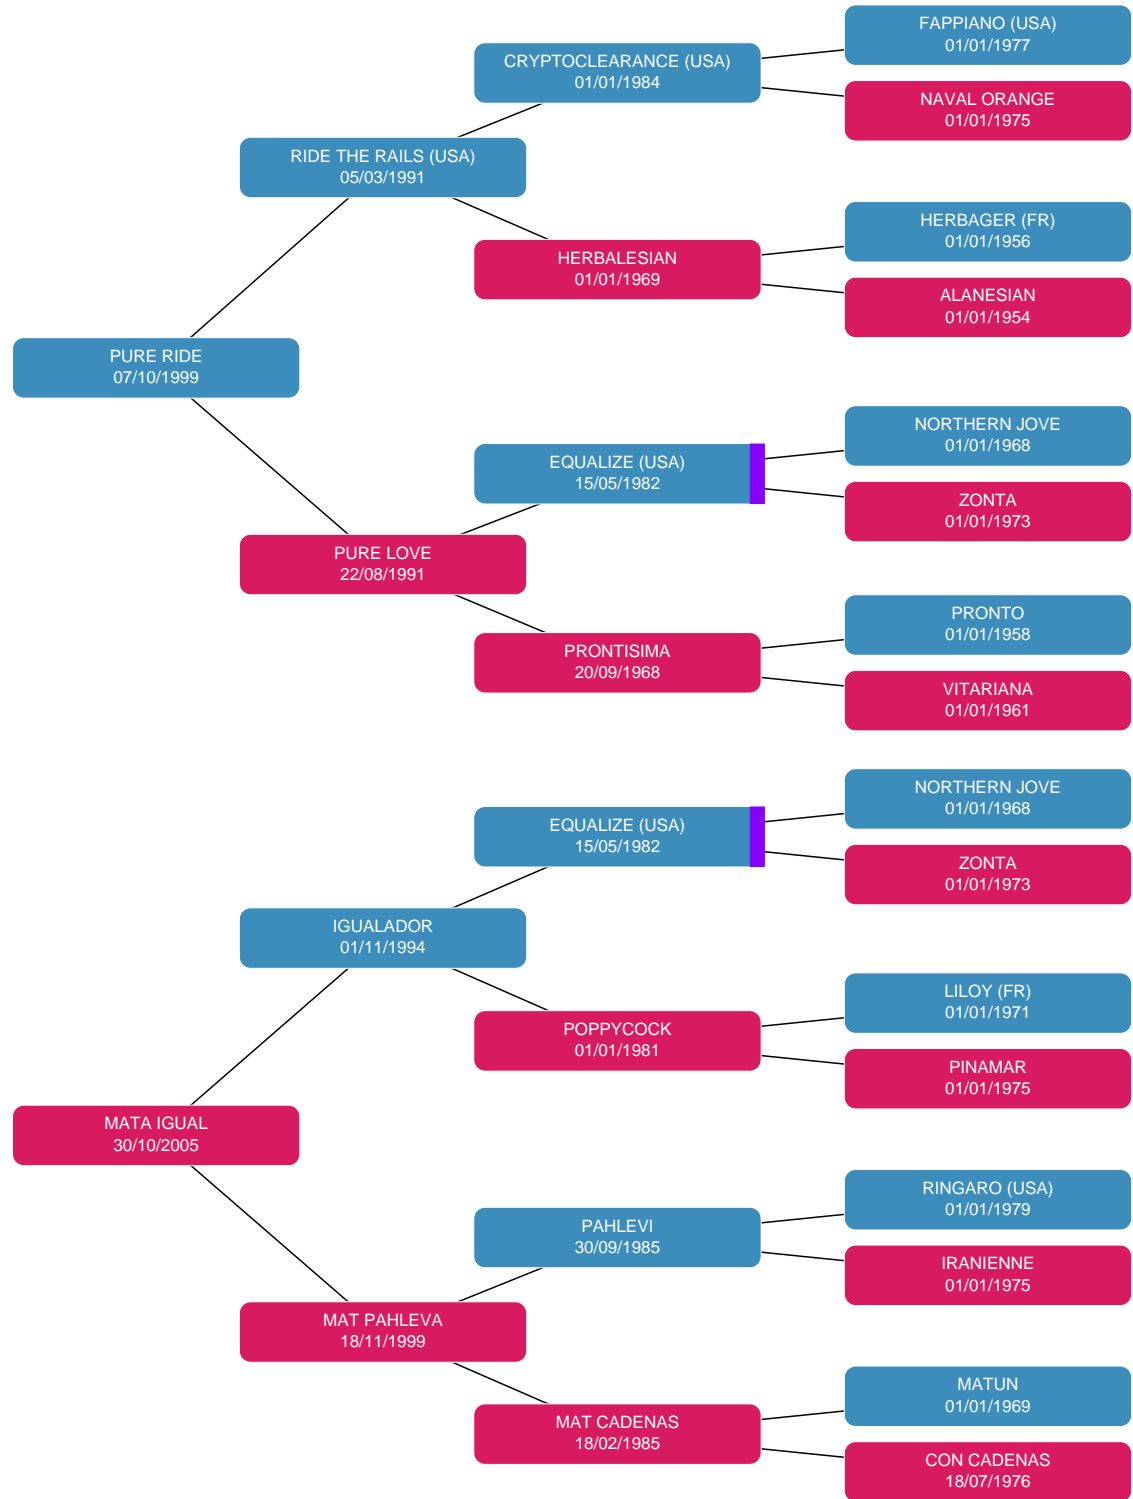 FAPPIANO (USA)
01/01/1977
CRYPTOCLEARANCE (USA)
01/01/1984
NAVAL ORANGE
01/01/1975
RIDE THE RAILS (USA)
05/03/1991
HERBAGER (FR)
01/01/1956
HERBALESIAN
01/01/1969
ALANESIAN
01/01/1954
PURE RIDE
07/10/1999
NORTHERN JOVE
01/01/1968
EQUALIZE (USA)
15/05/1982
ZONTA
01/01/1973
PURE LOVE
22/08/1991
PRONTO
01/01/1958
PRONTISIMA
20/09/1968
VITARIANA
01/01/1961
NORTHERN JOVE
01/01/1968
EQUALIZE (USA)
15/05/1982
ZONTA
01/01/1973
IGUALADOR
01/11/1994
LILOY (FR)
01/01/1971
POPPYCOCK
01/01/1981
PINAMAR
01/01/1975
MATA IGUAL
30/10/2005
RINGARO (USA)
01/01/1979
PAHLEVI
30/09/1985
IRANIENNE
01/01/1975
MAT PAHLEVA
18/11/1999
MATUN
01/01/1969
MAT CADENAS
18/02/1985
CON CADENAS
18/07/1976